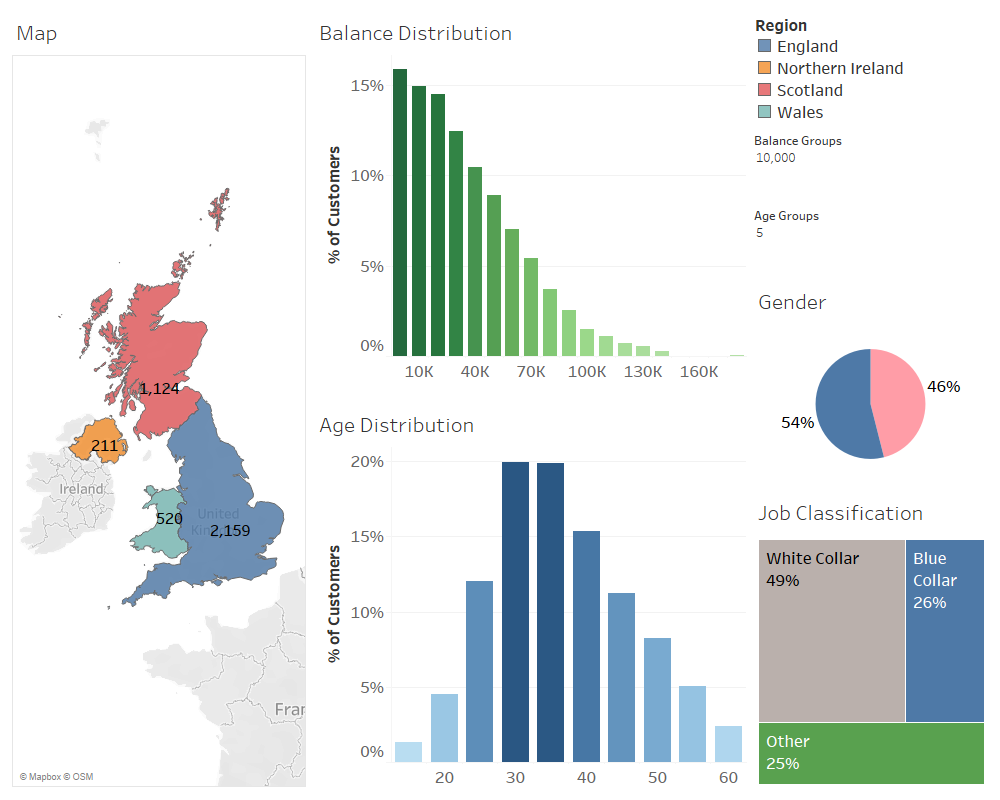 Map
1,124
211
Ireland
520
United
2,159
Fran
© Mapbox © OSM
Balance Distribution
% of Customers
15%
10%
5%
0%
10K
40K
70K
100K
130K
160K
Age Distribution
% of Customers
20%
15%
10%
5%
0%
20
30
40
50
60
Region
England
Northern Ireland
Scotland
Wales
Balance Groups
10,000
Age Groups
5
Gender
46%
54%
Job Classification
White Collar
49%
Blue
Collar
26%
Other
25%